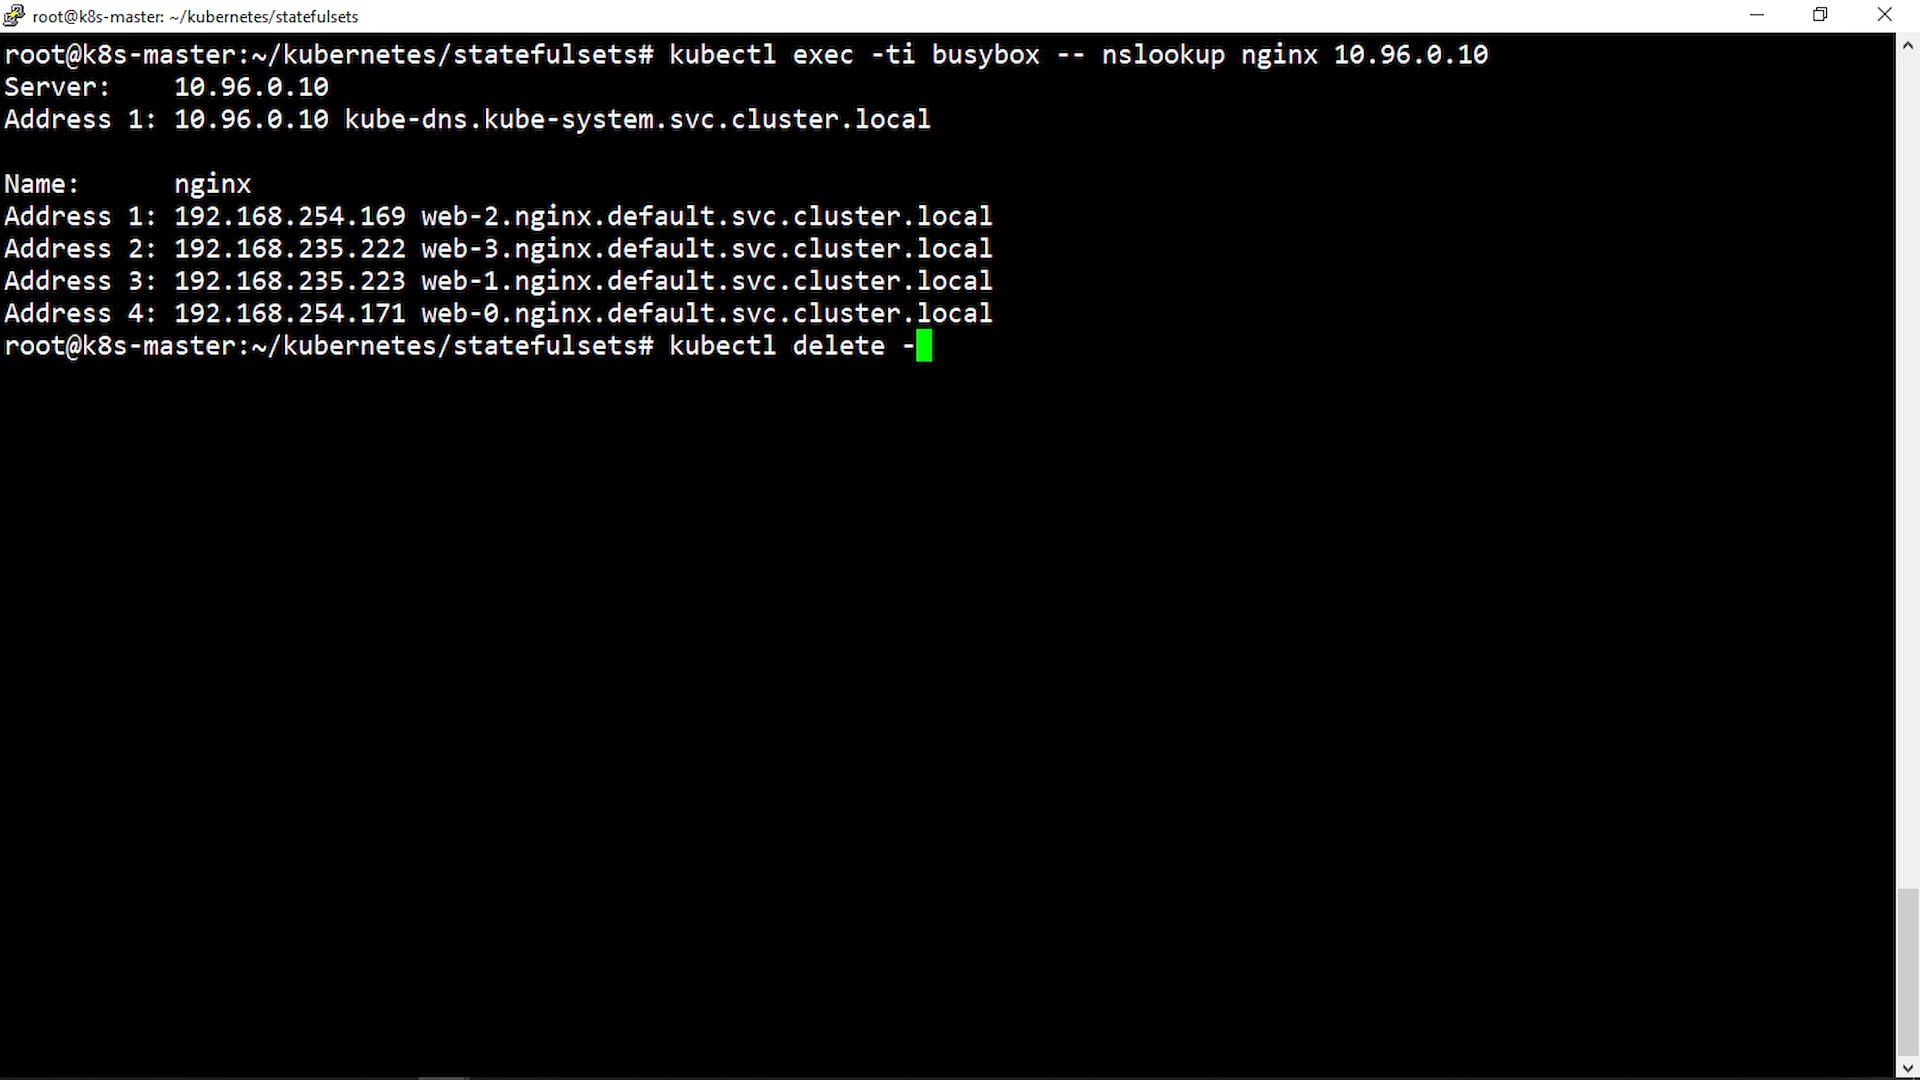 root@k8s-master: ~/kubernetes/statefulsets
root@k8s-master:~/kubernetes/statefulsets# kubectl exec -ti busybox -- nslookup nginx 10.96.0.10
Server:    10.96.0.10
Address 1: 10.96.0.10 kube-dns.kube-system.svc.cluster.local
Name:      nginx
Address 1: 192.168.254.169 web-2.nginx.default.svc.cluster.local
Address 2: 192.168.235.222 web-3.nginx.default.svc.cluster.local
Address 3: 192.168.235.223 web-1.nginx.default.svc.cluster.local
Address 4: 192.168.254.171 web-0.nginx.default.svc.cluster.local
root@k8s-master:~/kubernetes/statefulsets# kubectl delete -